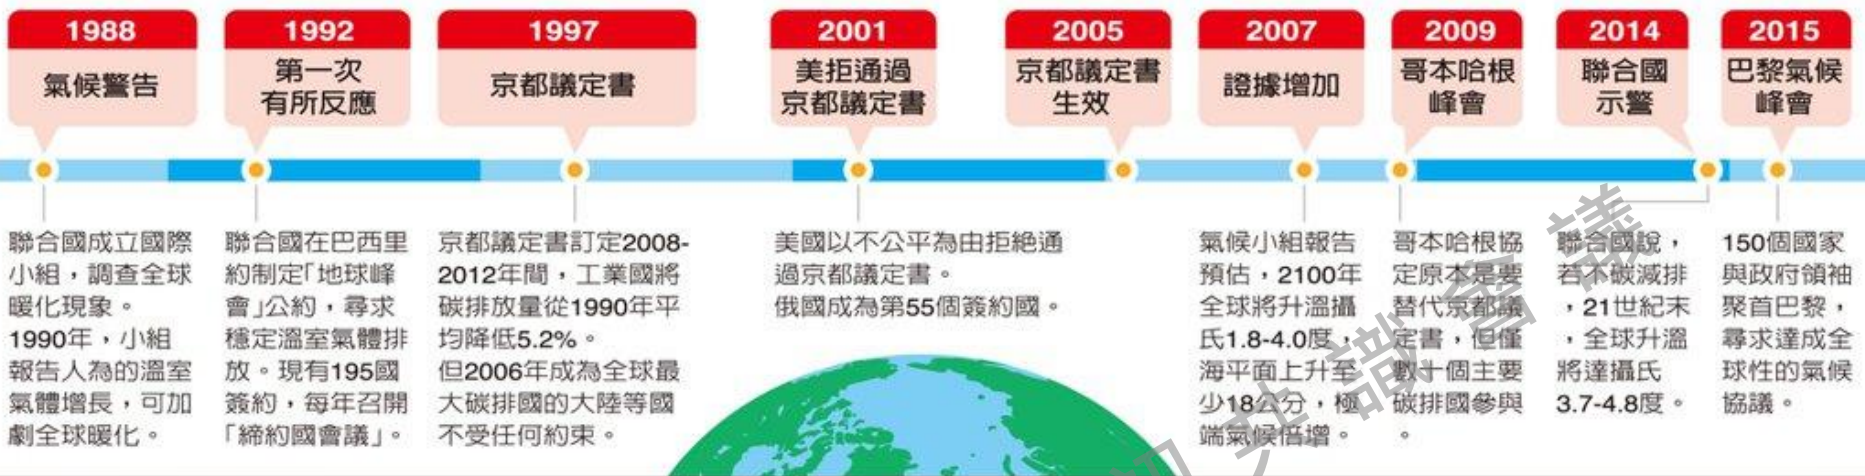 1988
氣候警告
聯合國成立國際
小組，調查全球
暖化現象。
1990年，小組
報告人為的溫室
氣體增長，可加
劇全球暖化。
1992
第一次
有所反應
聯合國在巴西里
約制定「地球峰
會」公約，尋求
穩定溫室氣體排
放。現有195國
簽約，每年召開
「締約國會議」。
1997
京都議定書
京都議定書訂定2008-
2012年間，工業國將
碳排放量從1990年平
均降低5.2%。
但2006年成為全球最
大碳排國的大陸等國
不受任何約束。
2001
美拒通過
京都議定書
美國以不公平為由拒絕通
過京都議定書。
俄國成為第55個簽約國。
2005
京都議定書
生效
2007
證據增加
氣候小組報告
預估，2100年
全球將升溫攝
氏1.8-4.0度，
海平面上升至
少18公分，極
端氣候倍增。
2009
哥本哈根
峰會
哥本哈根協
定原本是要
替代京都議
定書，但僅
數十個主要
碳排國參與
。
2014
聯合國
示警
聯合國說，
若不碳減排
，21世紀末
，全球升溫
將達攝氏
3.7-4.8度。
2015
巴黎氣候
峰會
150個國家
與政府領袖
聚首巴黎，
尋求達成全
球性的氣候
協議。
共識會議